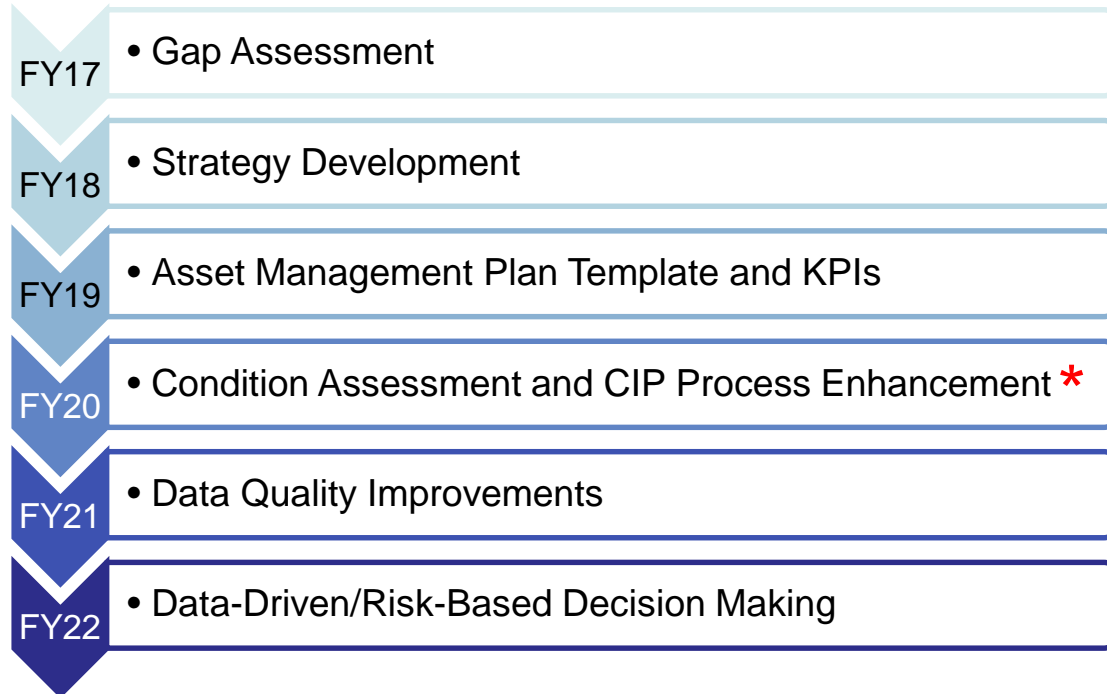 FY17
• Gap Assessment
FY18
• Strategy Development
FY19
• Asset Management Plan Template and KPIs
FY20
• Condition Assessment and CIP Process Enhancement *
FY21
• Data Quality Improvements
FY22
• Data-Driven/Risk-Based Decision Making